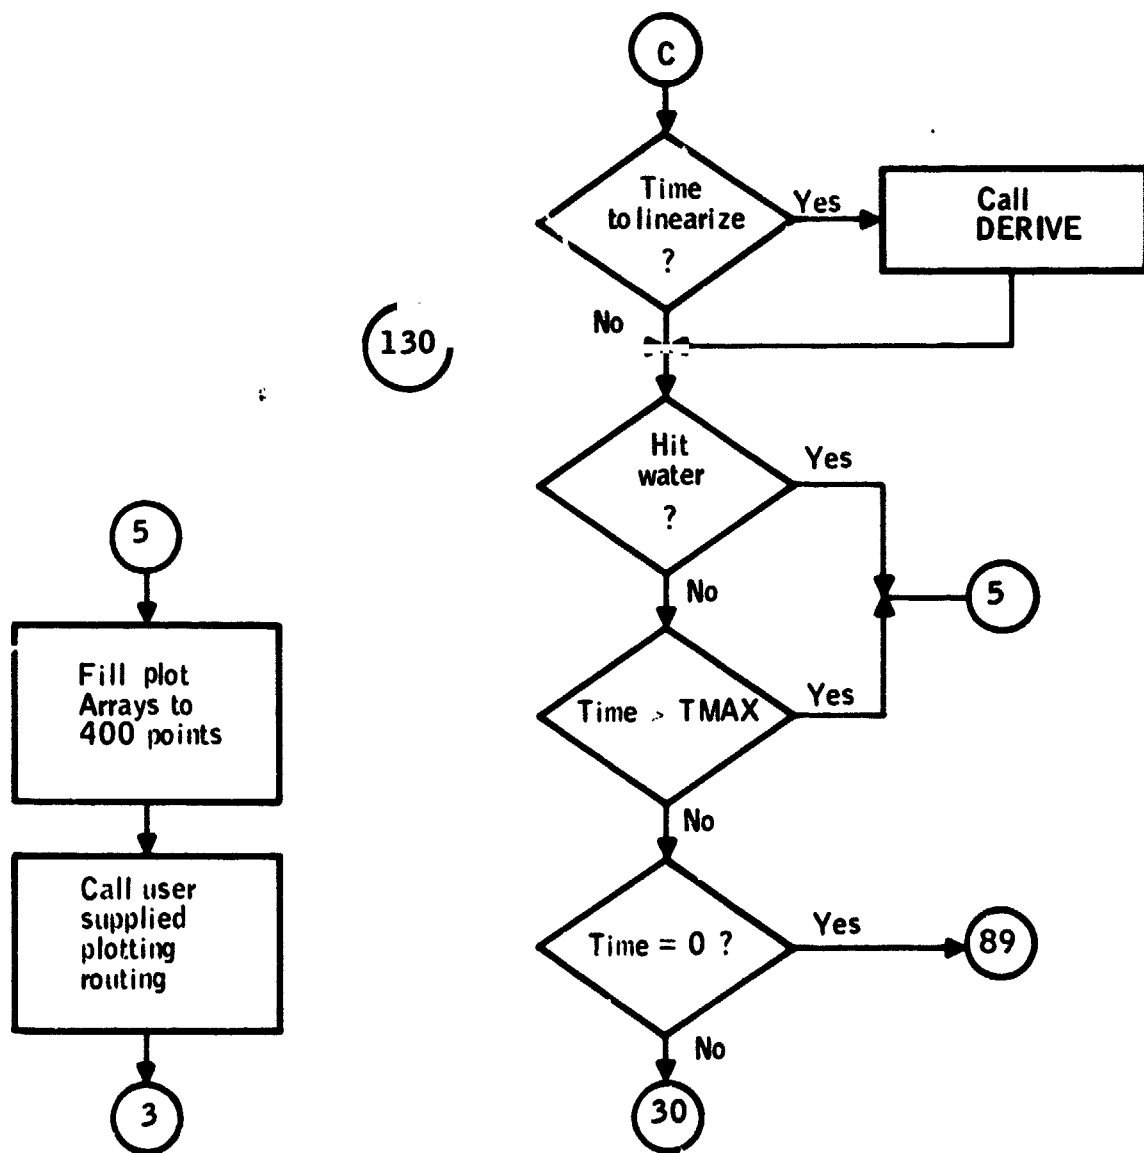 C
Time
to linearize
?
Yes
Call
DERIVE
No
130
Hit
water
?
Yes
No
5
Time > TMAX
Yes
No
Time = 0 ?
Yes
89
No
30
5
Fill plot
Arrays to
400 points
Call user
supplied
plotting
routing
3